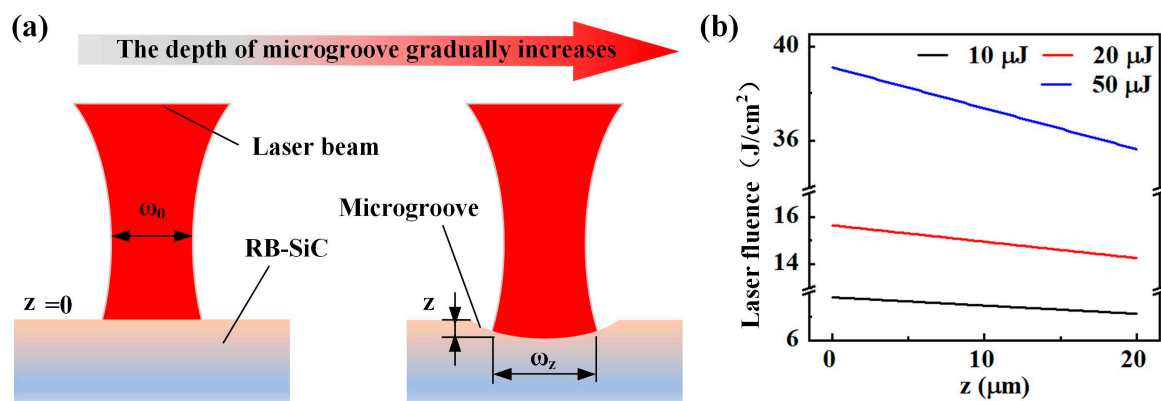 (a)
The depth of microgroove gradually increases
Laser beam
ω₀
Microgroove
RB-SiC
z =0
z
ω_z
(b)
40
10 μJ
20 μJ
50 μJ
36
16
14
6
Laser fluence（J/cm²）
0
10
20
z (μm)